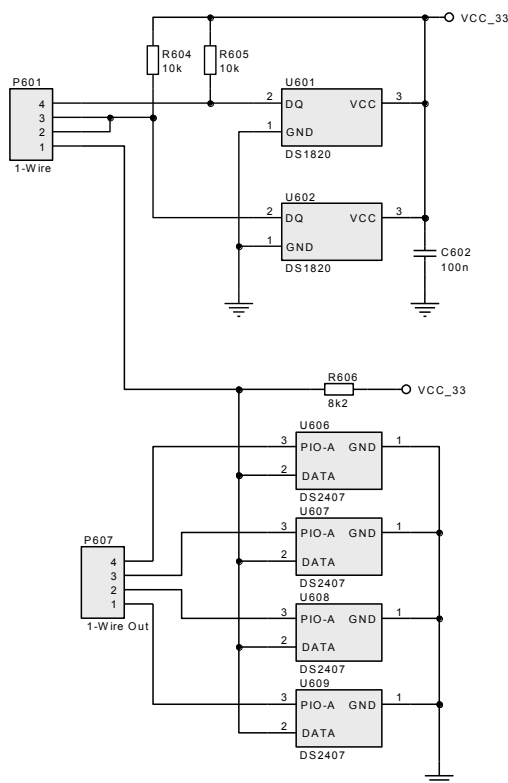 VCC_33
R604
10k
R605
10k
P601
4
3
2
1
1-Wire
U601
2 DQ VCC 3
1 GND
DS1820
U602
2 DQ VCC 3
1 GND
DS1820
C602
100n
R606
8k2
VCC_33
U606
3 PIO-A GND 1
2 DATA
DS2407
U607
3 PIO-A GND 1
2 DATA
DS2407
P607
4
3
2
1
1-Wire Out
U608
3 PIO-A GND 1
2 DATA
DS2407
U609
3 PIO-A GND 1
2 DATA
DS2407